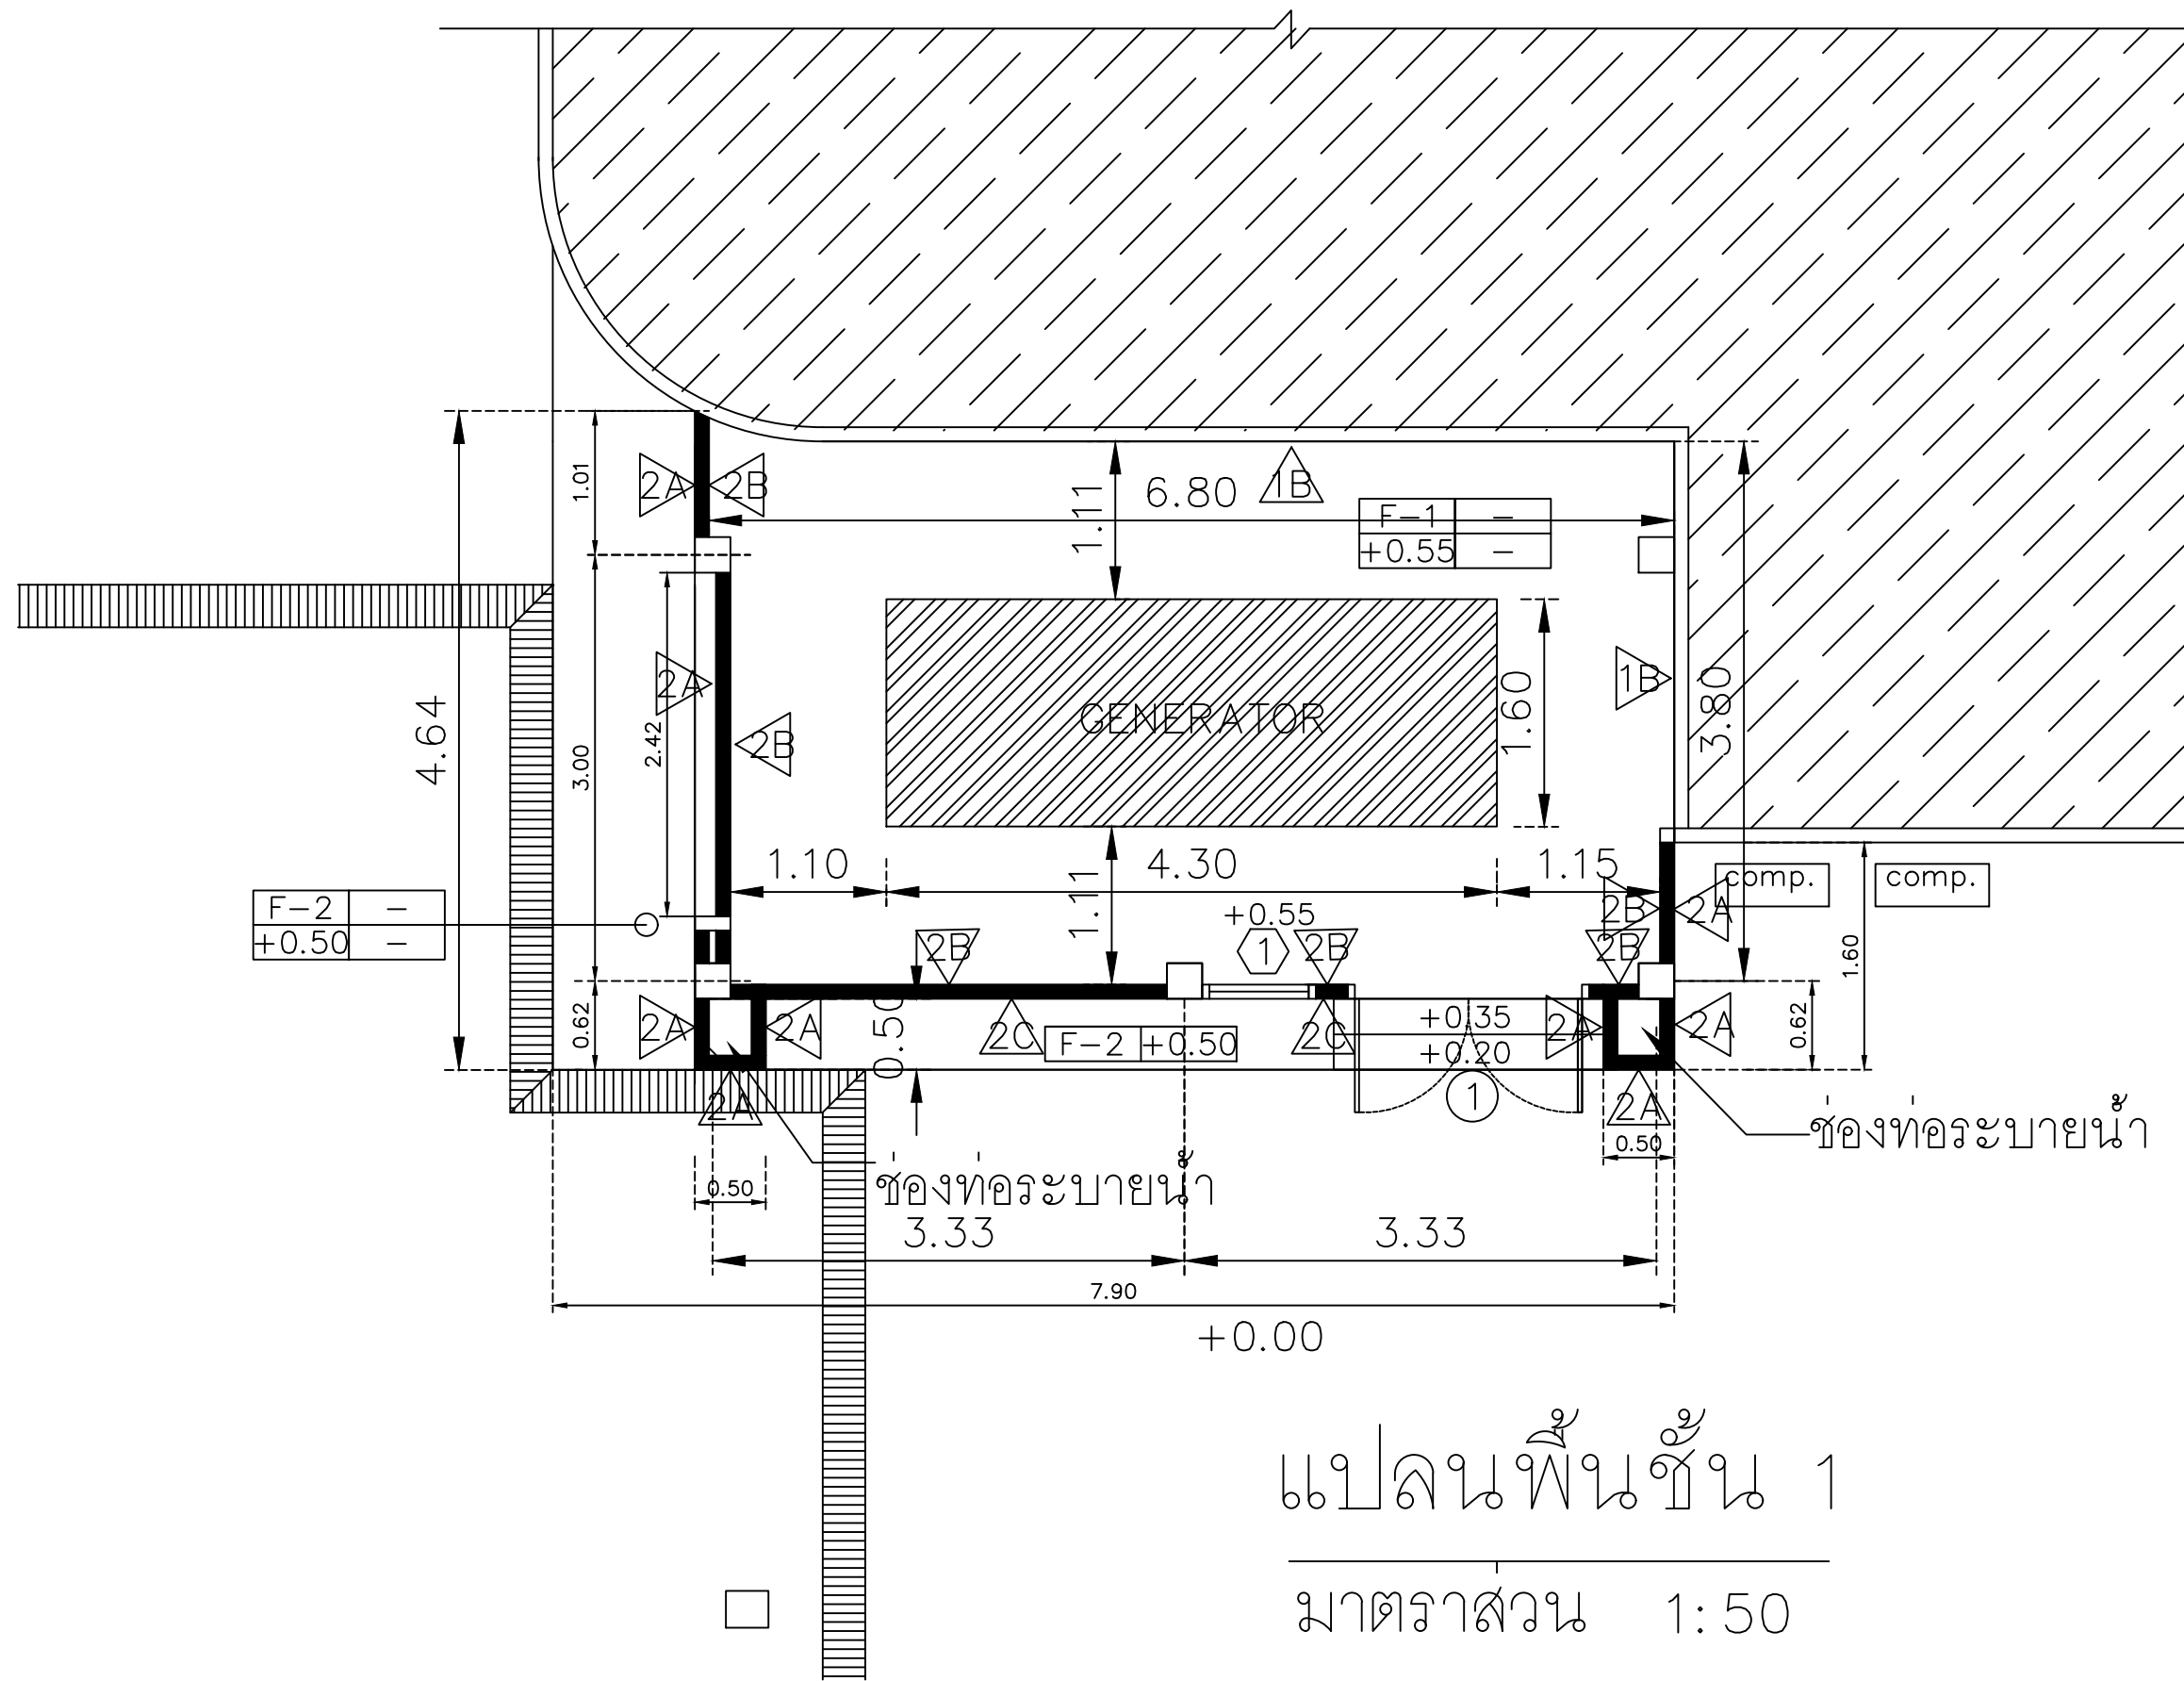 1.01
2A
2B
1.11
6.80
1B
F-1 -
+0.55 -
4.64
3.00
2.42
2A
2B
GENERATOR
1.60
1B
3.80
1.10
4.30
1.15
1.11
comp.
comp.
F-2 -
+0.50 -
+0.55
2B
1
2B
2B
2B
2A
1.60
0.62
2A
2A
0.50
2C
F-2 +0.50
2C
+0.35
+0.20
2A
2A
0.62
2A
1
2A
0.50
ช่องท่อระบายน้ำ
0.50
ช่องท่อระบายน้ำ
3.33
3.33
7.90
+0.00
แปลนพื้นชั้น 1
มาตราส่วน 1:50